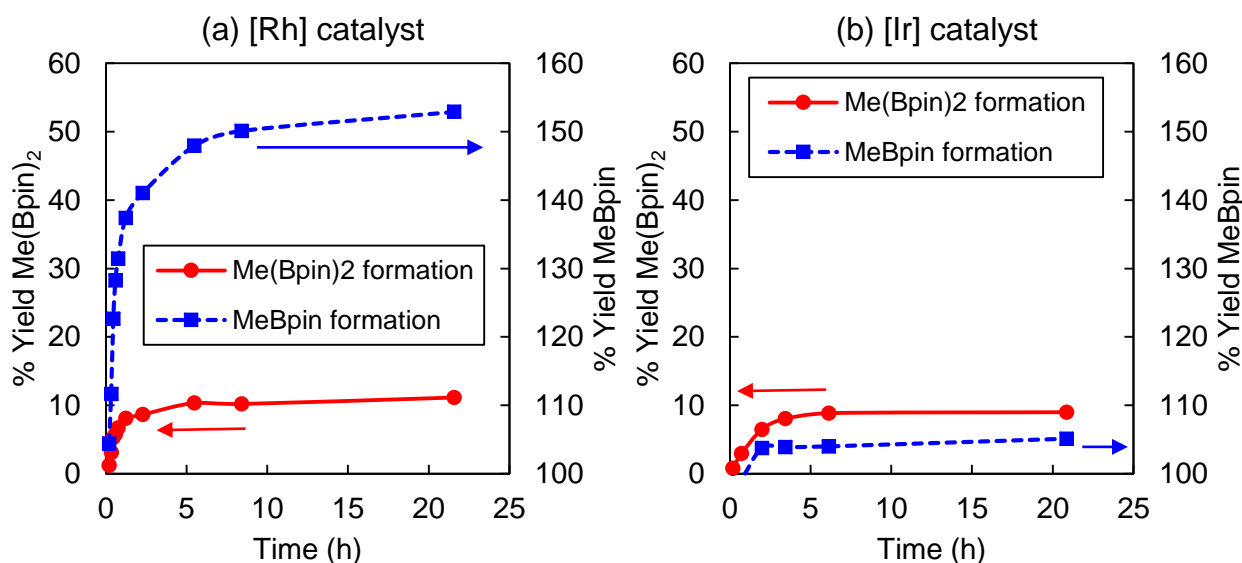 (a) [Rh] catalyst
% Yield Me(Bpin)₂
60
50
40
30
20
10
0
160
150
140
130
120
110
100
% Yield MeBpin
Me(Bpin)2 formation
MeBpin formation
0 5 10 15 20 25
Time (h)
(b) [Ir] catalyst
% Yield Me(Bpin)₂
60
50
40
30
20
10
0
160
150
140
130
120
110
100
% Yield MeBpin
Me(Bpin)2 formation
MeBpin formation
0 5 10 15 20 25
Time (h)